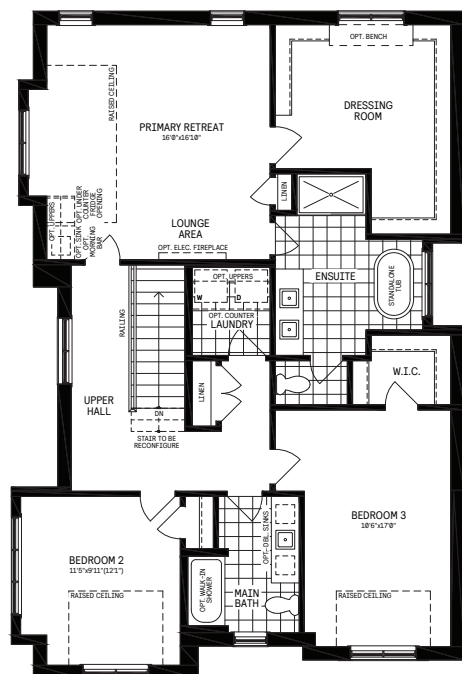 OPT. BENCH
RAISED CEILING
PRIMARY RETREAT
16'0"x16'10"
DRESSING
ROOM
LINEN
OPT. UPPERS
OPT. SINK
OPT. MORNING
BAR
OPT. UNDER
COUNTER
FRIDGE
OPENING
LOUNGE
AREA
OPT. ELEC. FIREPLACE
ENSUITE
STANDALONE
TUB
OPT. UPPERS
W
D
OPT. COUNTER
LAUNDRY
RAILING
UPPER
HALL
DN
STAIR TO BE
RECONFIGURE
LINEN
W.I.C.
BEDROOM 3
10'6"x17'0"
RAISED CEILING
BEDROOM 2
11'5"x9'11"(12'1")
RAISED CEILING
OPT. DBL SINKS
OPT. WALK-IN
SHOWER
MAIN
BATH